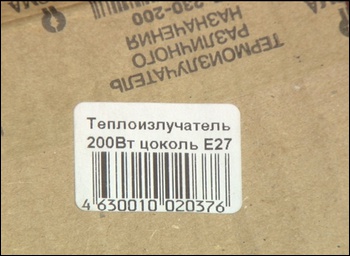 ТЕРМОИЗЛУЧАТЕЛЬ
РАЗЛИЧНОГО
НАЗНАЧЕНИЯ
230-200
Теплоизлучатель
200Вт цоколь Е27
4 630010 020376